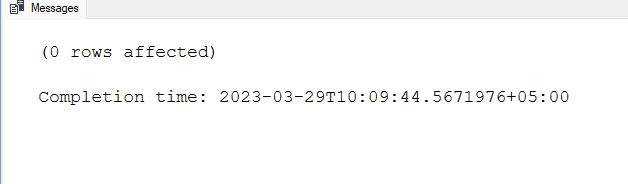 Messages
(0 rows affected)
Completion time: 2023-03-29T10:09:44.5671976+05:00